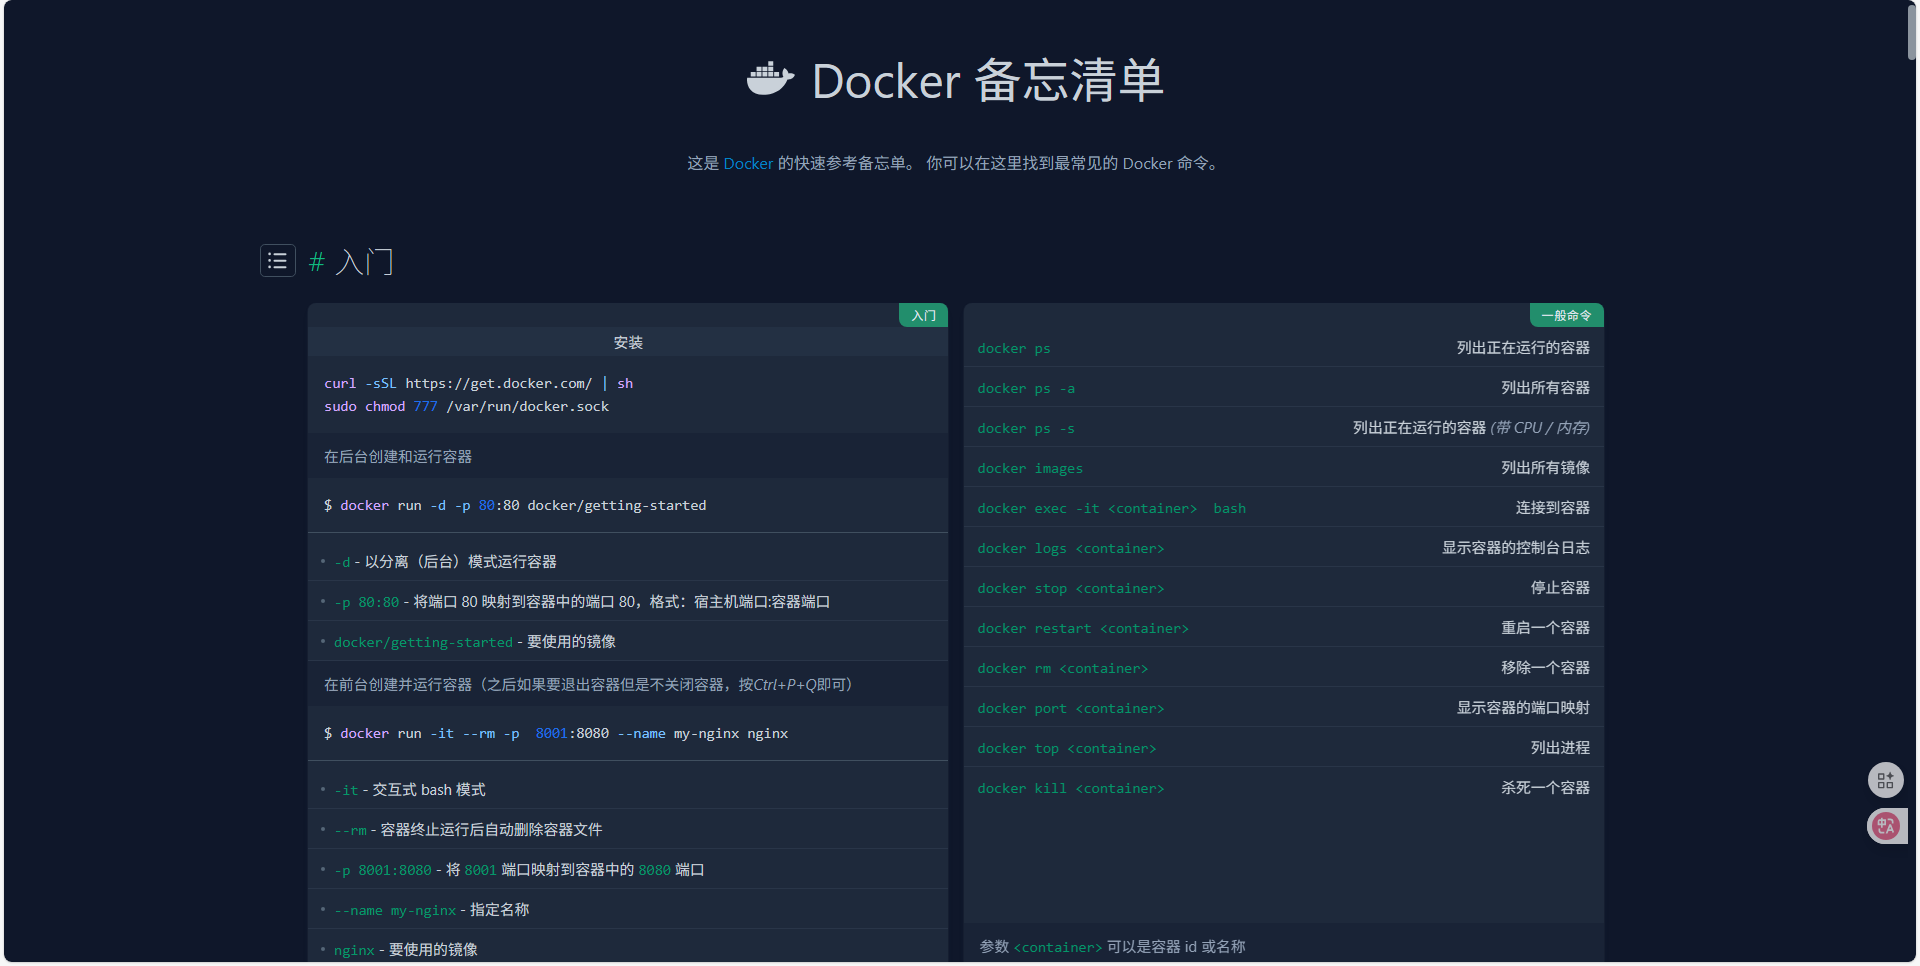 Docker 备忘清单
这是 Docker 的快速参考备忘单。 你可以在这里找到最常见的 Docker 命令。
# 入门
入门
安装
curl -sSL https://get.docker.com/ | sh
sudo chmod 777 /var/run/docker.sock
在后台创建和运行容器
$ docker run -d -p 80:80 docker/getting-started
-d - 以分离（后台）模式运行容器
-p 80:80 - 将端口 80 映射到容器中的端口 80，格式：宿主机端口:容器端口
docker/getting-started - 要使用的镜像
在前台创建并运行容器（之后如果要退出容器但是不关闭容器，按Ctrl+P+Q即可）
$ docker run -it --rm -p  8001:8080 --name my-nginx nginx
-it - 交互式 bash 模式
--rm - 容器终止运行后自动删除容器文件
-p 8001:8080 - 将 8001 端口映射到容器中的 8080 端口
--name my-nginx - 指定名称
nginx - 要使用的镜像
一般命令
docker ps 列出正在运行的容器
docker ps -a 列出所有容器
docker ps -s 列出正在运行的容器 (带 CPU / 内存)
docker images 列出所有镜像
docker exec -it <container>  bash 连接到容器
docker logs <container> 显示容器的控制台日志
docker stop <container> 停止容器
docker restart <container> 重启一个容器
docker rm <container> 移除一个容器
docker port <container> 显示容器的端口映射
docker top <container> 列出进程
docker kill <container> 杀死一个容器
参数 <container> 可以是容器 id 或名称